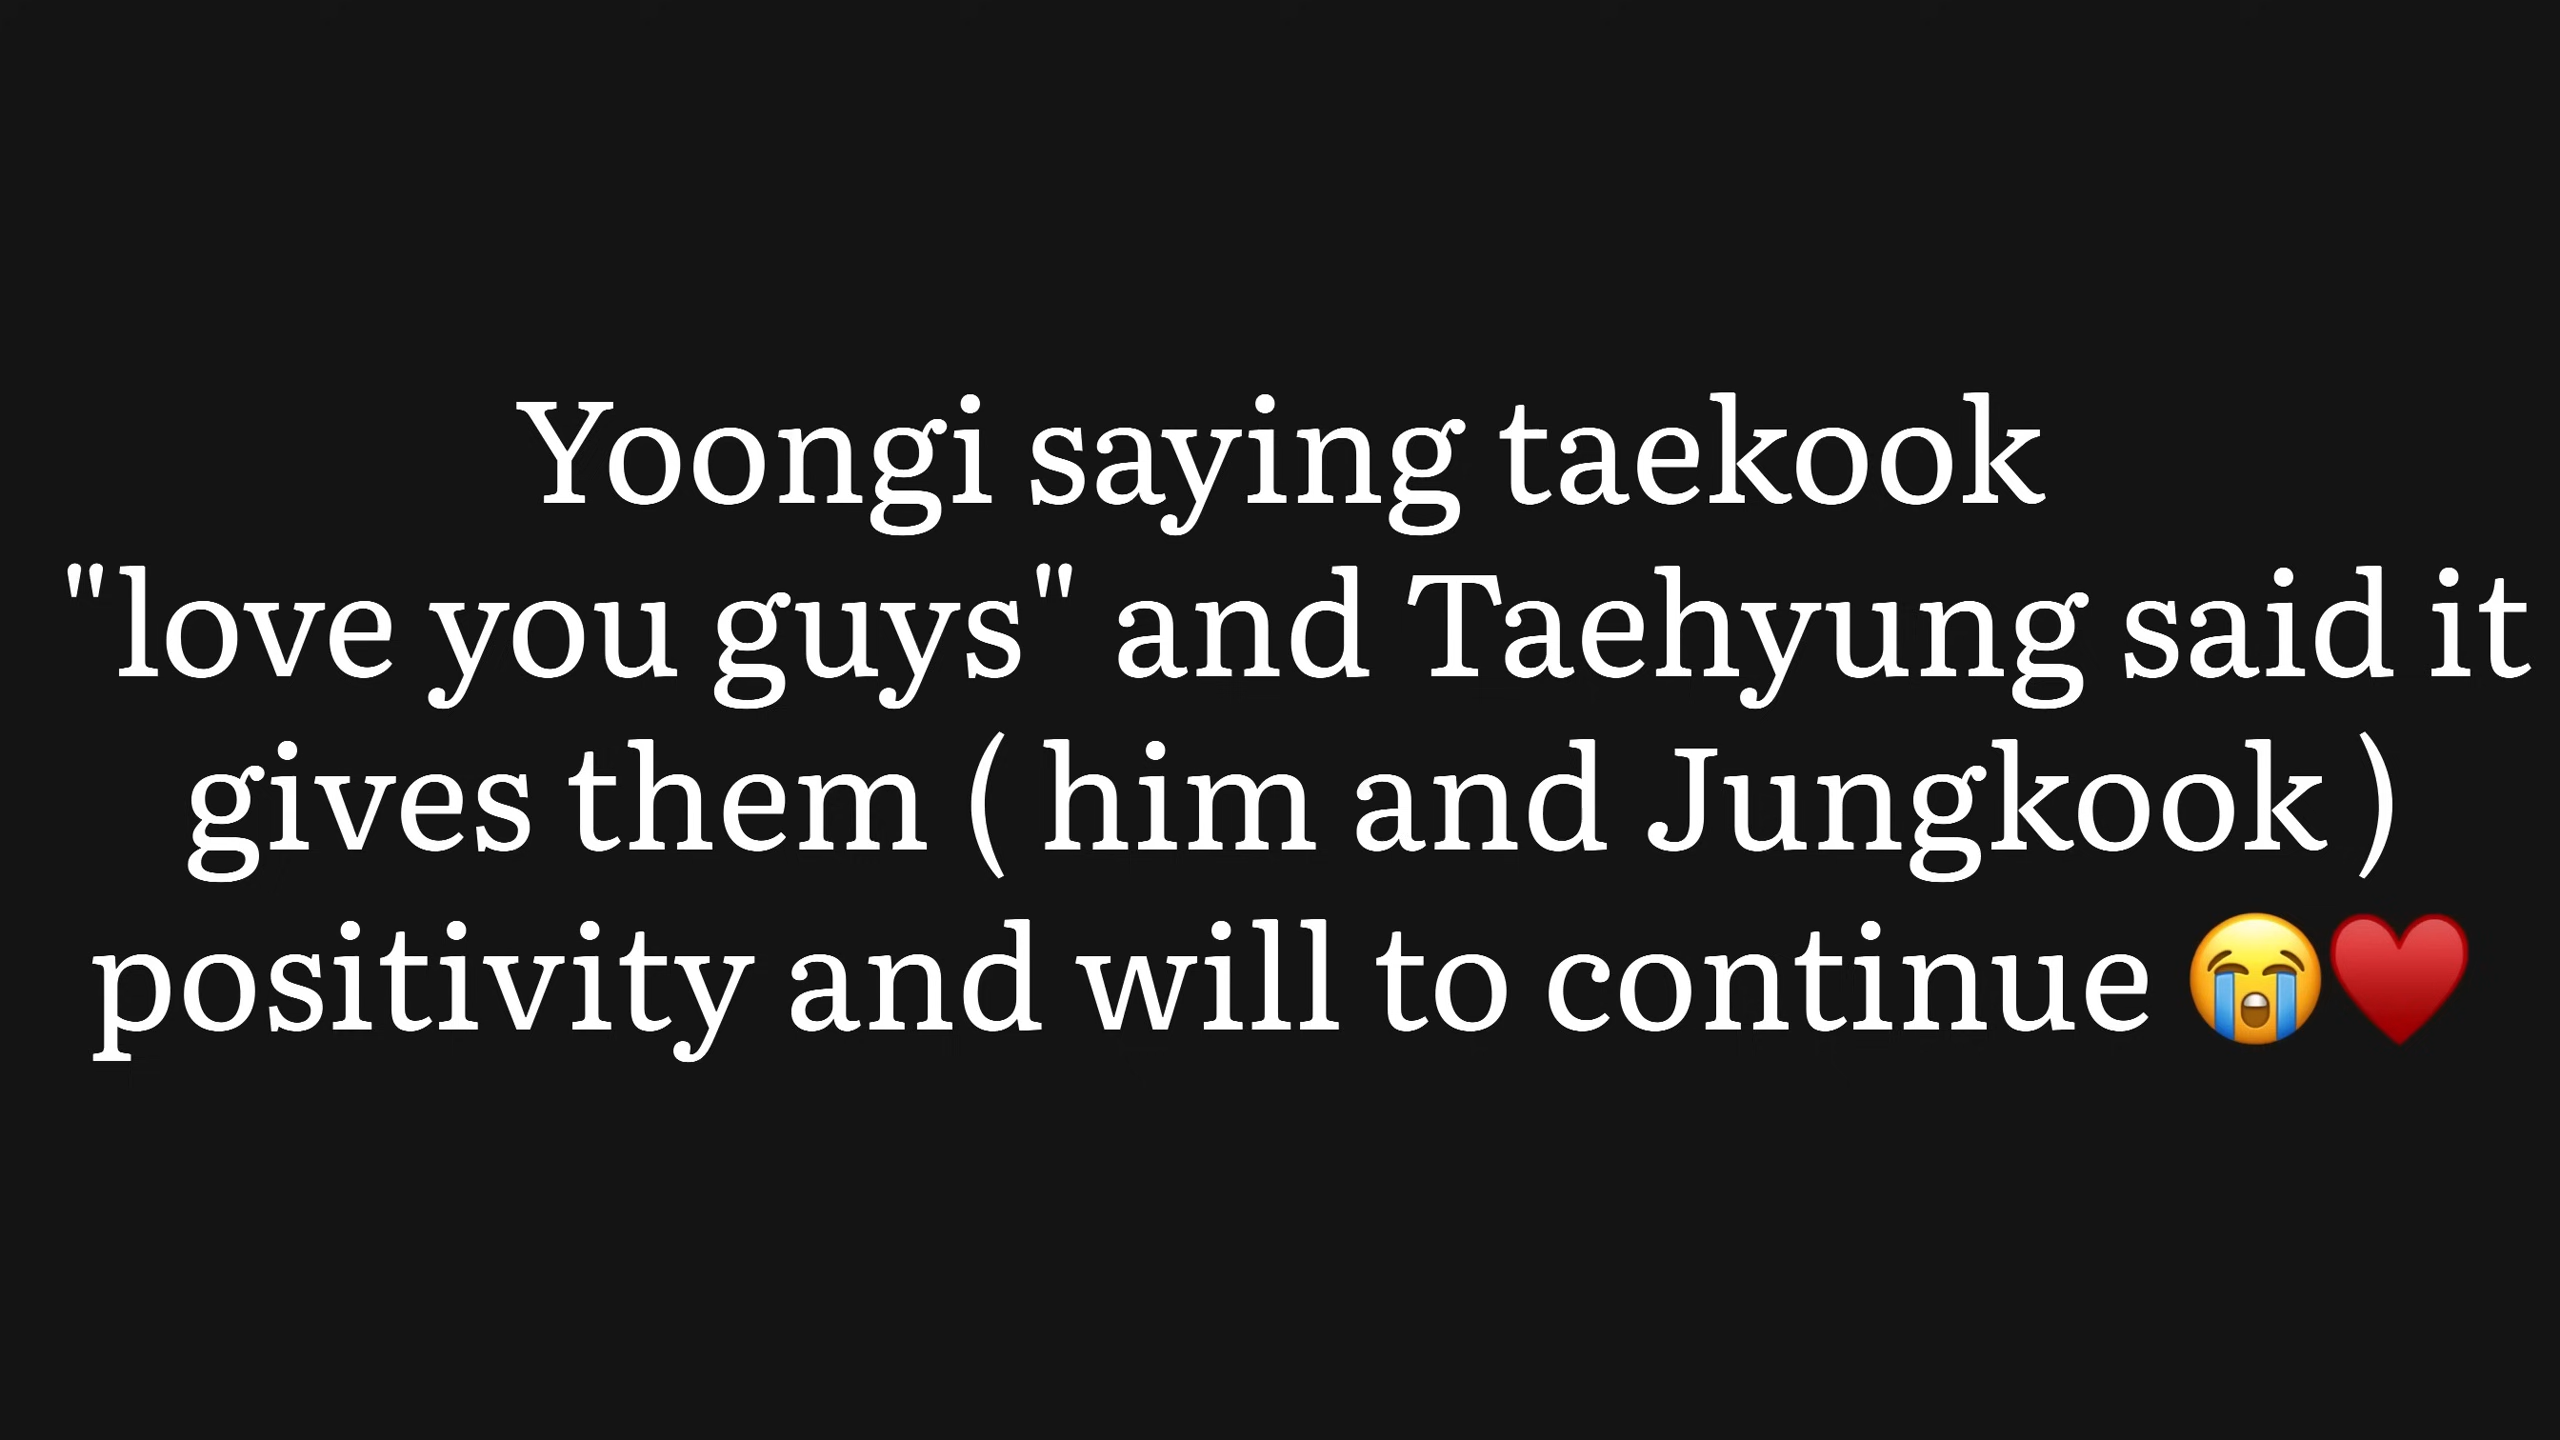 Yoongi saying taekook
"love you guys" and Taehyung said it
gives them ( him and Jungkook )
positivity and will to continue 😭♥️